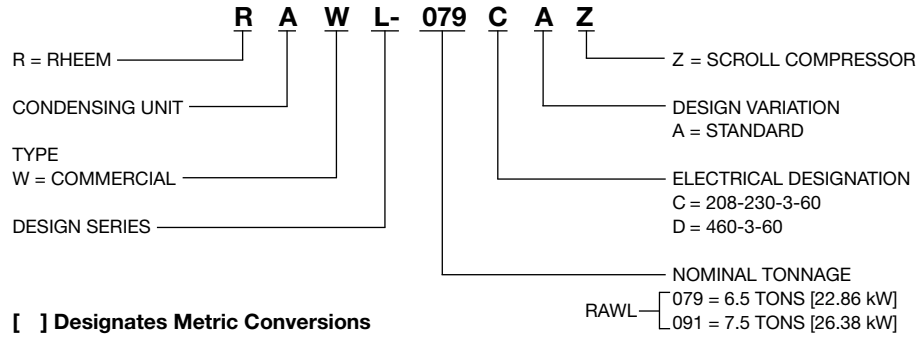 R A W L- 079 C A Z
R = RHEEM
Z = SCROLL COMPRESSOR
CONDENSING UNIT
DESIGN VARIATION
A = STANDARD
TYPE
W = COMMERCIAL
ELECTRICAL DESIGNATION
C = 208-230-3-60
D = 460-3-60
DESIGN SERIES
NOMINAL TONNAGE
RAWL
079 = 6.5 TONS [22.86 kW]
091 = 7.5 TONS [26.38 kW]
[ ] Designates Metric Conversions